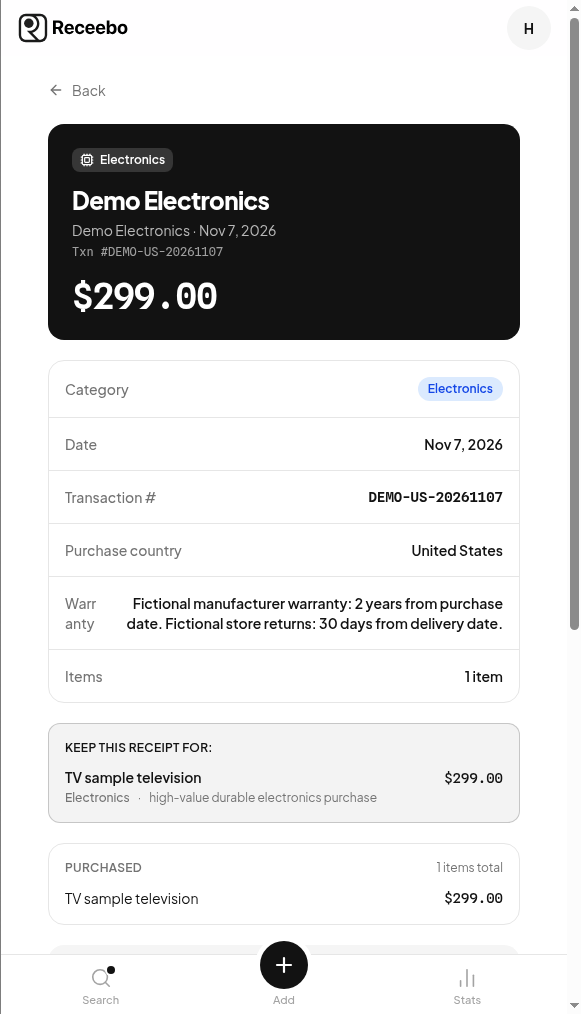 Receebo
H
Back
Electronics
Demo Electronics
Demo Electronics · Nov 7, 2026
Txn #DEMO-US-20261107
$299.00
Category
Electronics
Date
Nov 7, 2026
Transaction #
DEMO-US-20261107
Purchase country
United States
Warr
anty
Fictional manufacturer warranty: 2 years from purchase
date. Fictional store returns: 30 days from delivery date.
Items
1 item
KEEP THIS RECEIPT FOR:
TV sample television
$299.00
Electronics · high-value durable electronics purchase
PURCHASED
1 items total
TV sample television
$299.00
Search
Add
Stats